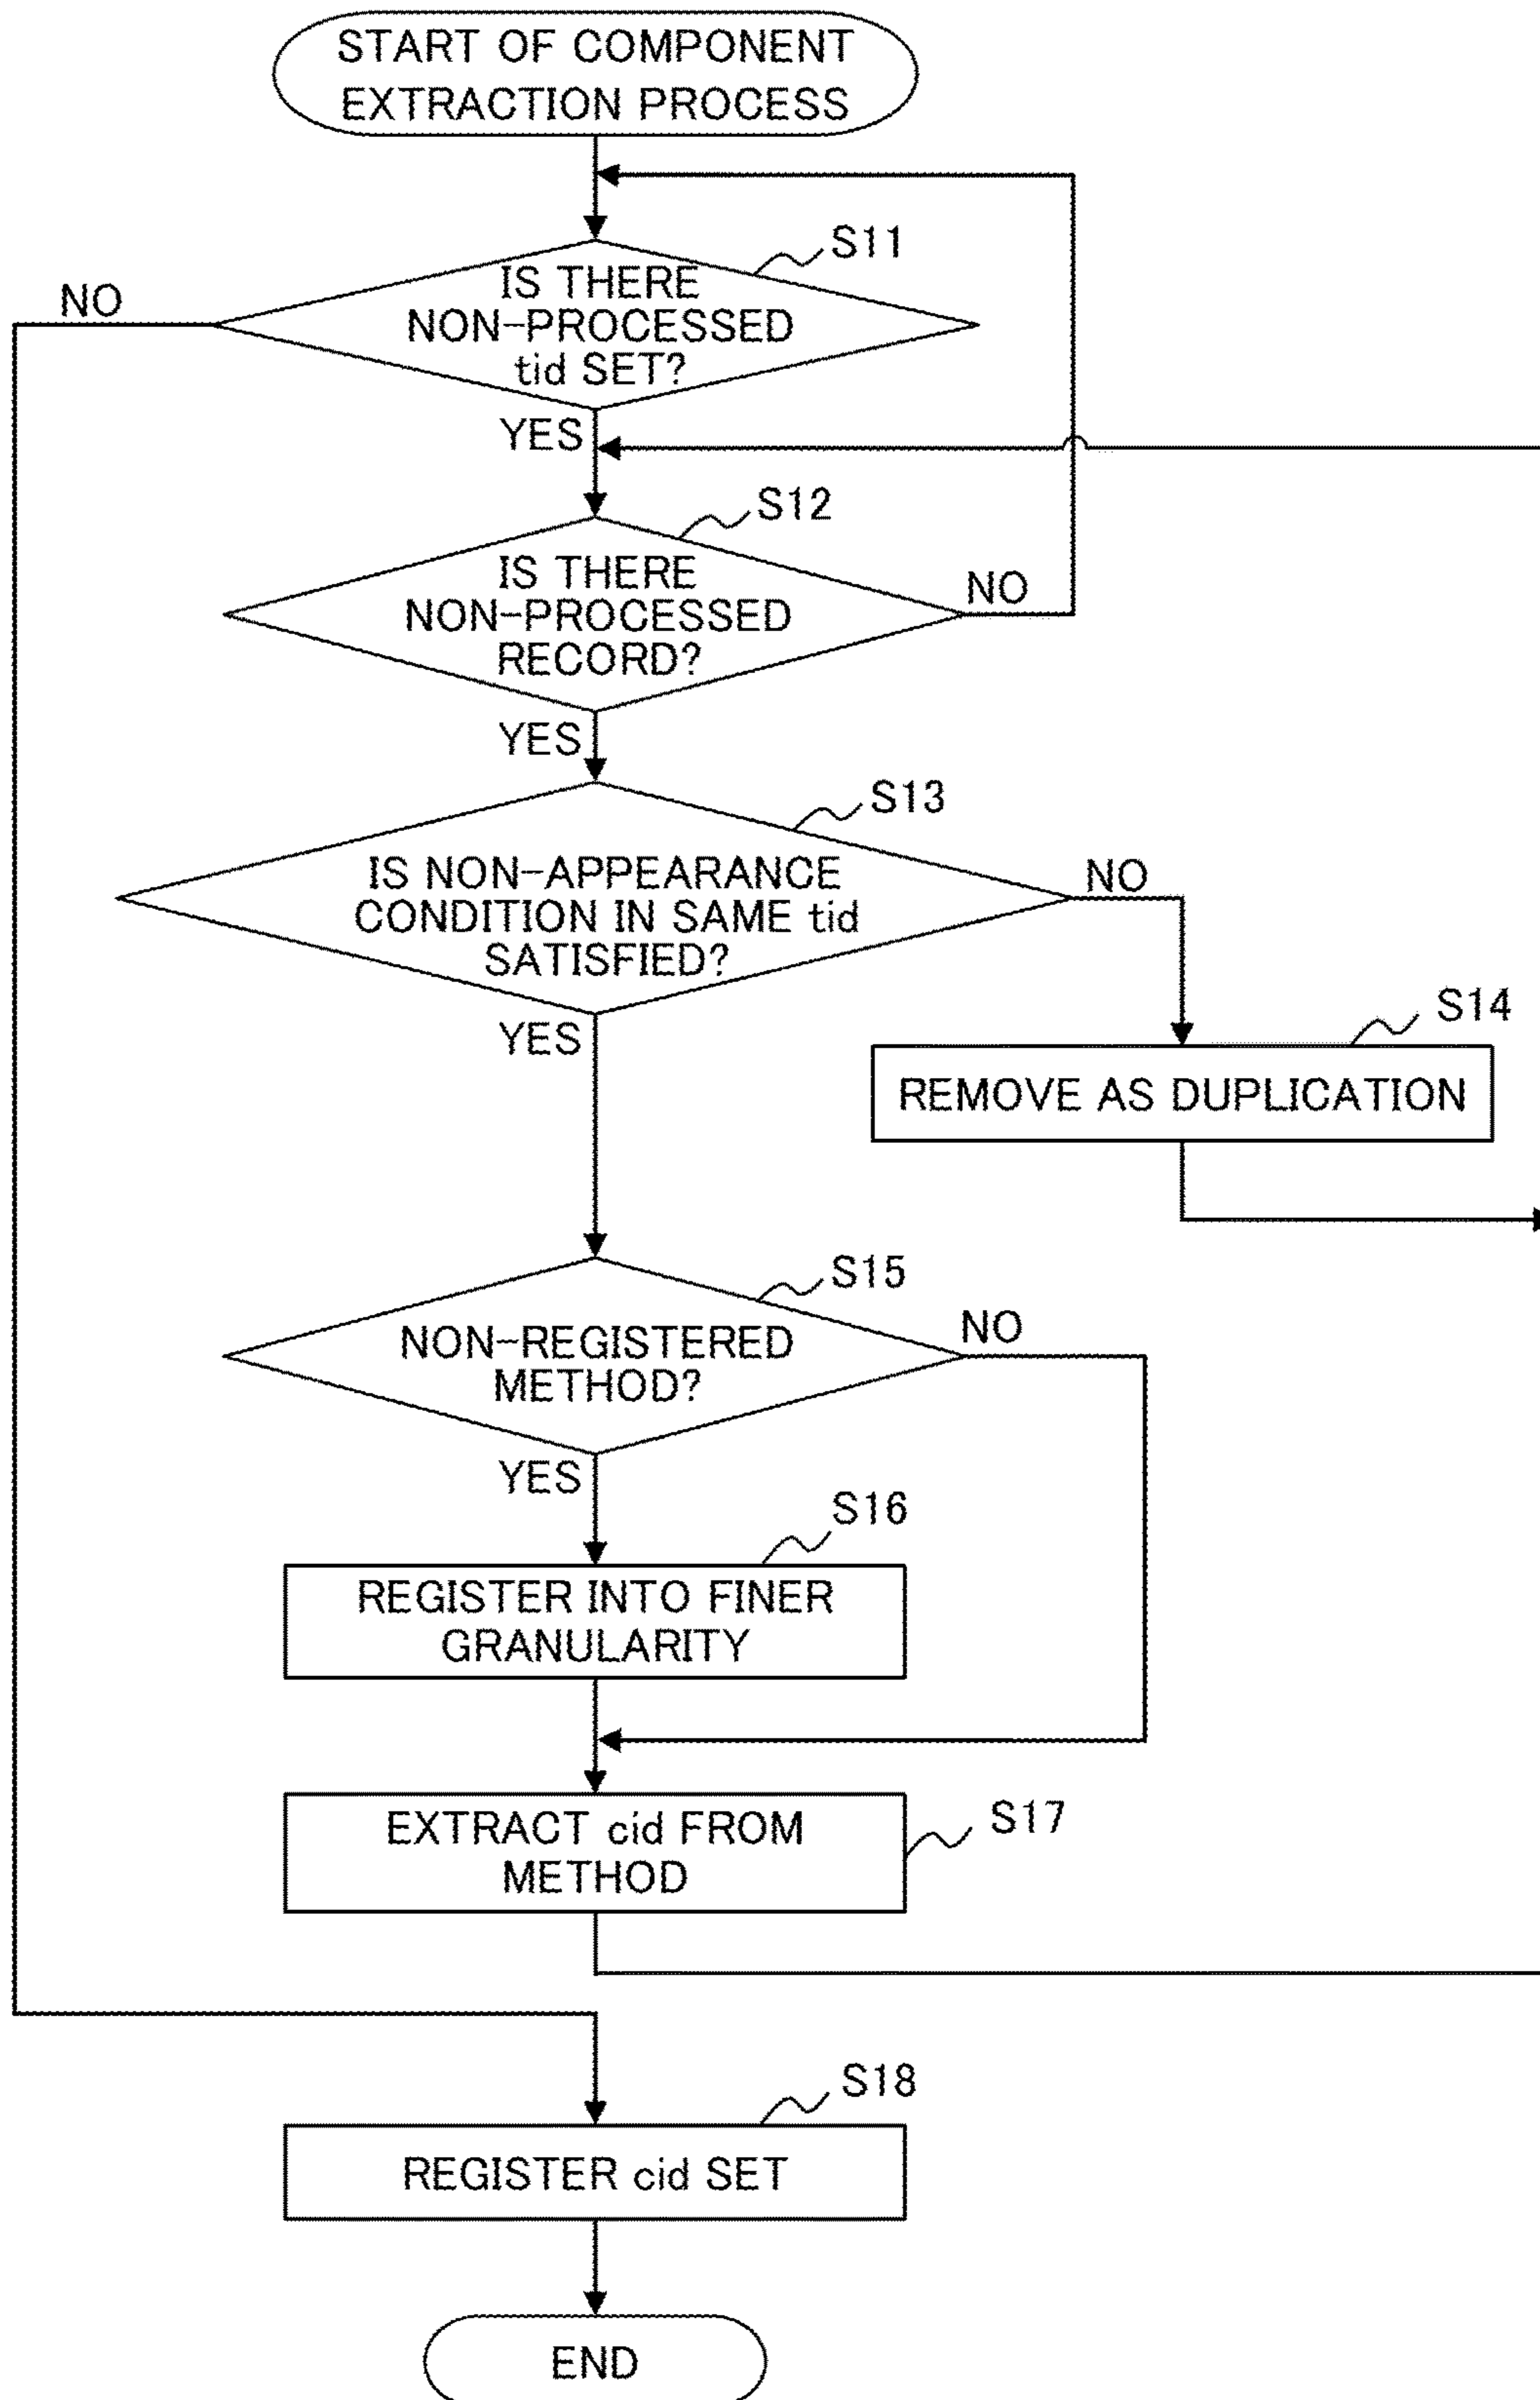 START OF COMPONENT
EXTRACTION PROCESS
S11
NO
IS THERE
NON-PROCESSED
tid SET?
YES
S12
IS THERE
NON-PROCESSED
RECORD?
NO
YES
S13
IS NON-APPEARANCE
CONDITION IN SAME tid
SATISFIED?
NO
YES
S14
REMOVE AS DUPLICATION
S15
NON-REGISTERED
METHOD?
NO
YES
S16
REGISTER INTO FINER
GRANULARITY
S17
EXTRACT cid FROM
METHOD
S18
REGISTER cid SET
END